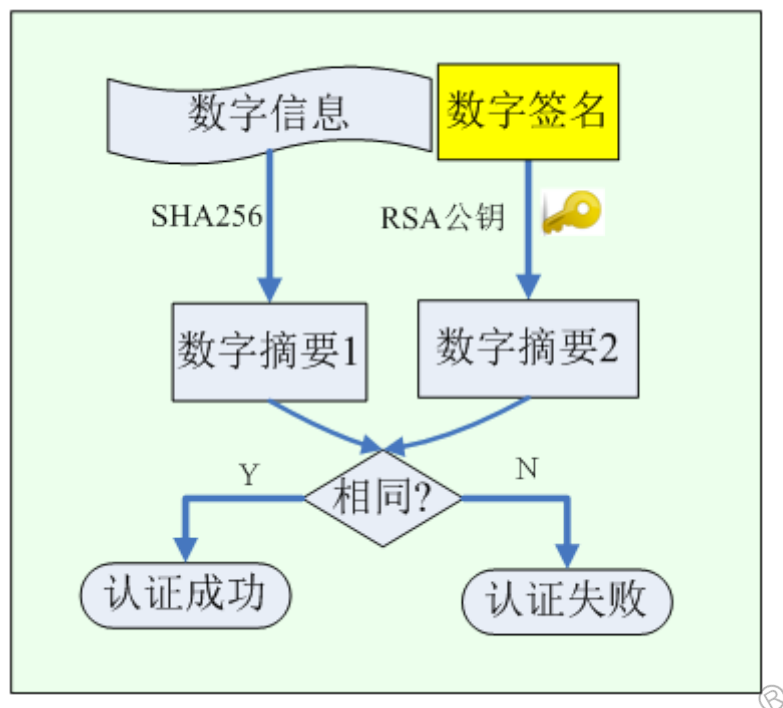 数字信息
数字签名
SHA256
RSA公钥
数字摘要1
数字摘要2
相同?
Y
N
认证成功
认证失败
®